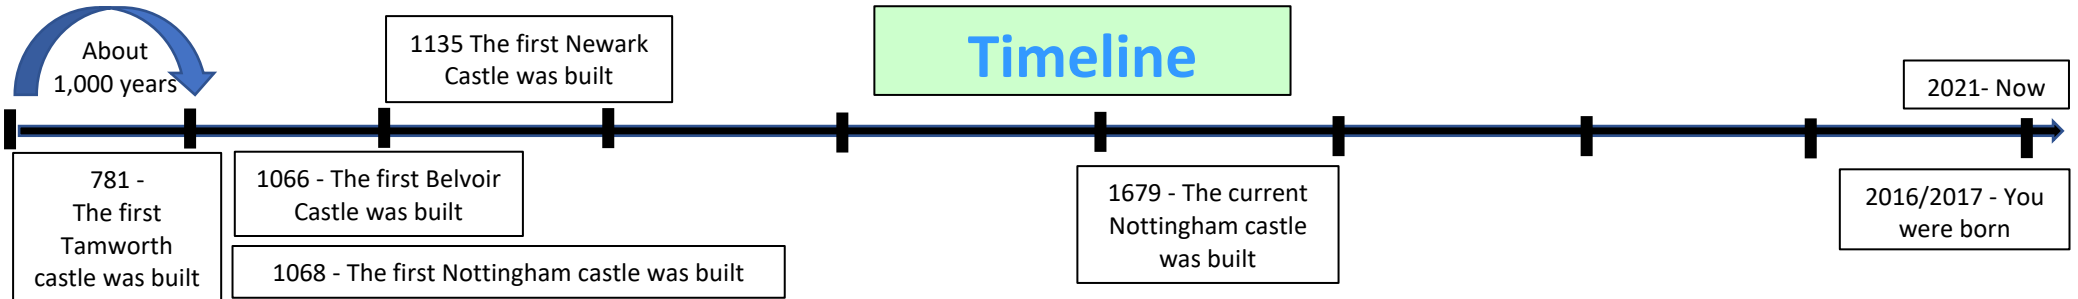 About
1,000 years
1135 The first Newark
Castle was built
Timeline
2021- Now
781 -
The first
Tamworth
castle was built
1066 - The first Belvoir
Castle was built
1068 - The first Nottingham castle was built
1679 - The current
Nottingham castle
was built
2016/2017 - You
were born